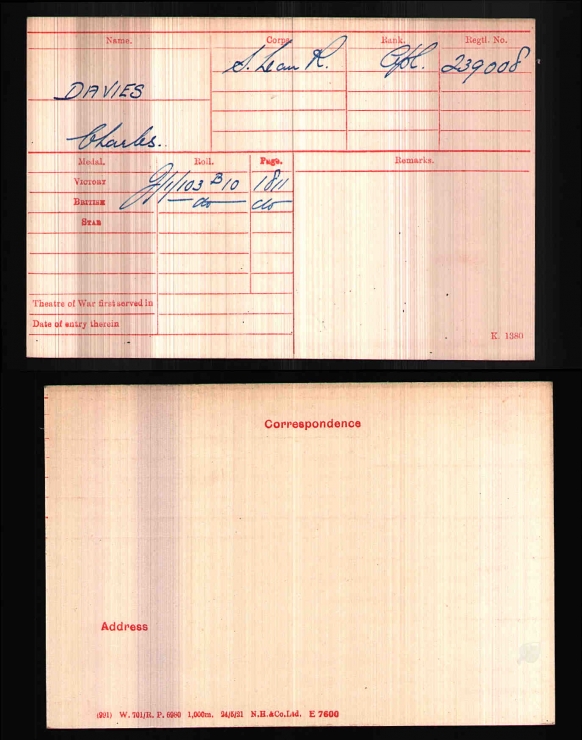 Name. Corps. Rank. Regtl. No.
DAVIES S. Lan R. Cpl. 239008
Charles.
Medal. Roll. Page. Remarks.
VICTORY J/1/103 B10 1811
BRITISH do do
STAR
Theatre of War first served in
Date of entry therein
K. 1380
Correspondence
Address
(991) W. 701/R. P. 6980 1,000m. 24/5/21 N.H.&Co.Ltd. E 7600